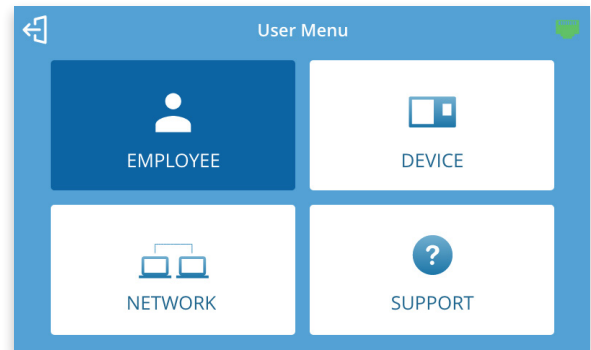 User Menu
EMPLOYEE
DEVICE
NETWORK
?
SUPPORT